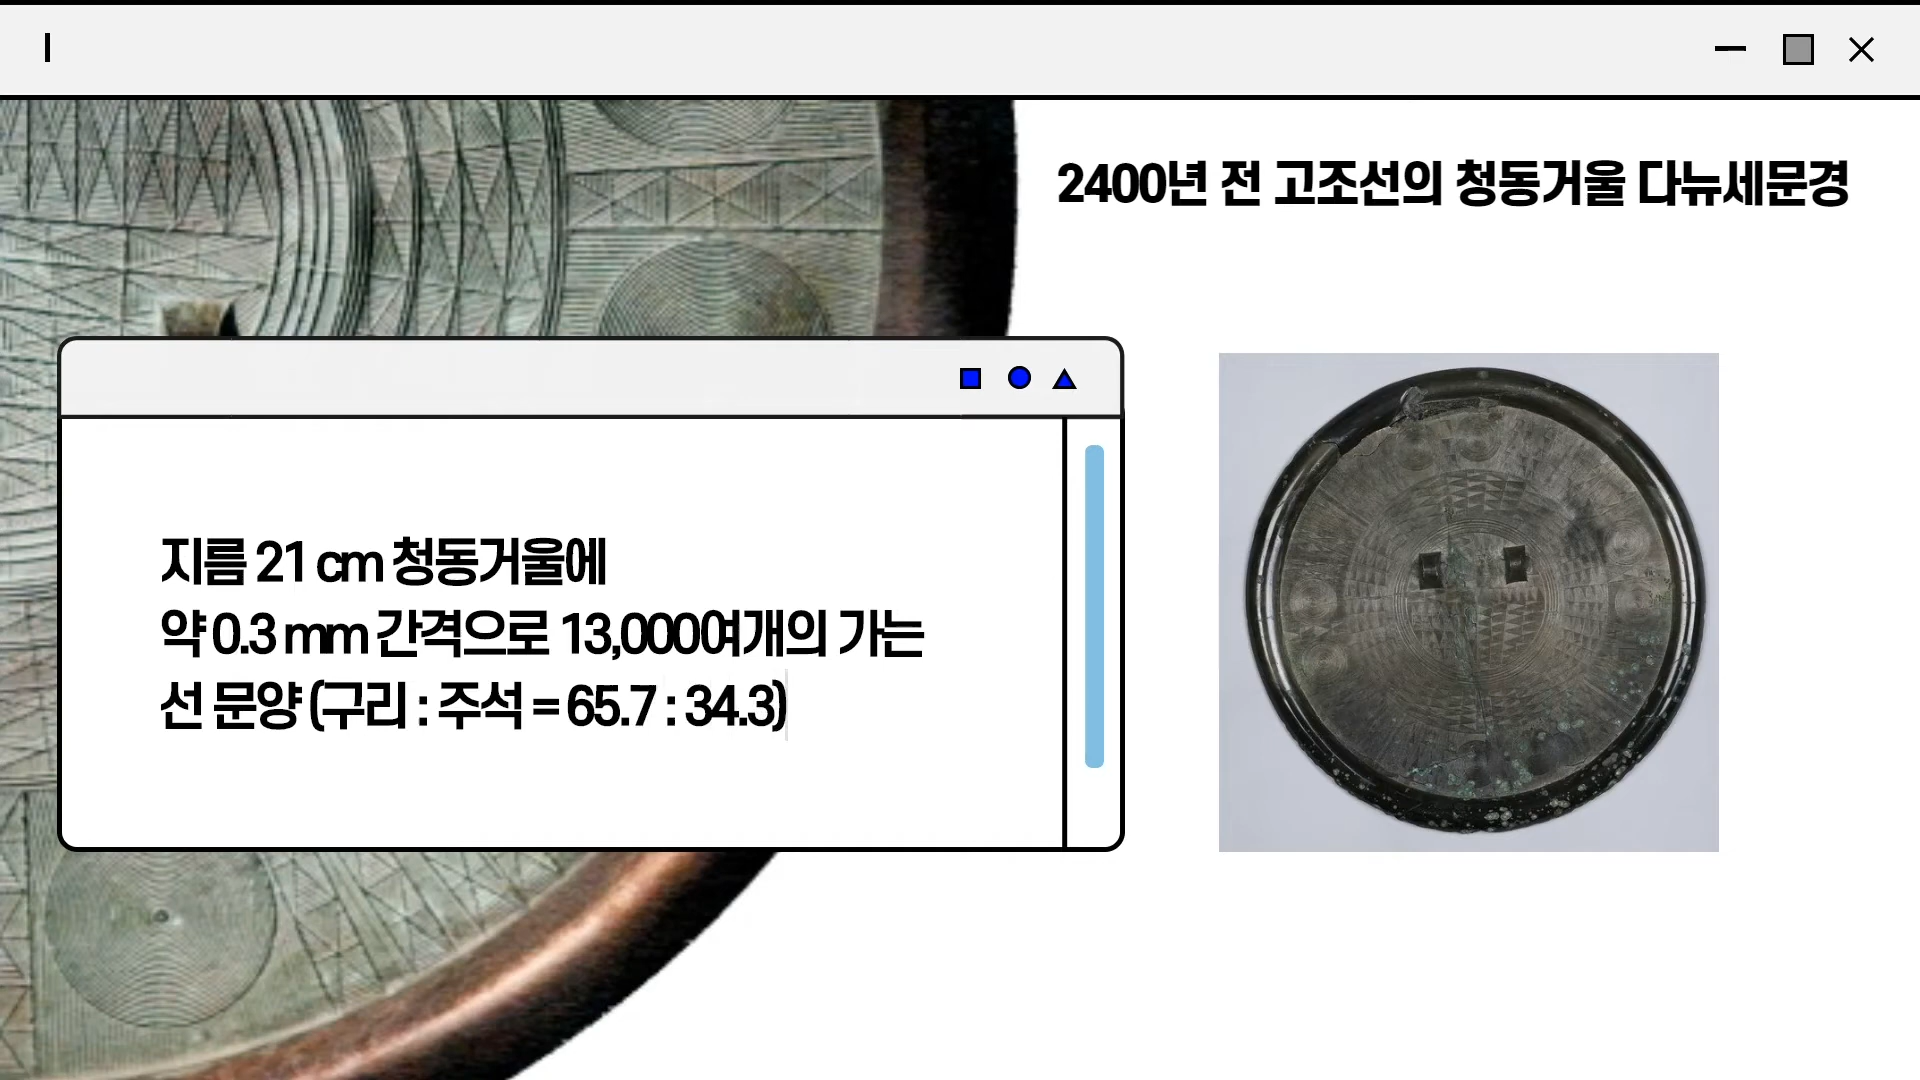 2400년 전 고조선의 청동거울 다뉴세문경
지름 21 cm 청동거울에
약 0.3 mm 간격으로 13,000여개의 가는
선 문양 (구리 : 주석 = 65.7 : 34.3)